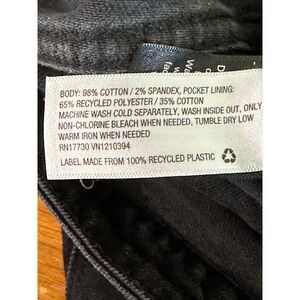 BODY: 98% COTTON / 2% SPANDEX, POCKET LINING:
65% RECYCLED POLYESTER / 35% COTTON
MACHINE WASH COLD SEPARATELY, WASH INSIDE OUT, ONLY
NON-CHLORINE BLEACH WHEN NEEDED, TUMBLE DRY LOW
WARM IRON WHEN NEEDED
RN17730 VN1210394
LABEL MADE FROM 100% RECYCLED PLASTIC